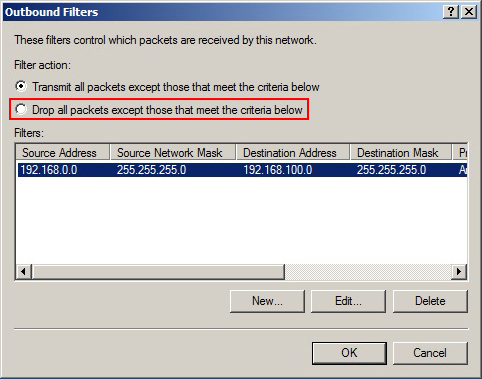 Outbound Filters
These filters control which packets are received by this network.
Filter action:
Transmit all packets except those that meet the criteria below
Drop all packets except those that meet the criteria below
Filters:
Source Address Source Network Mask Destination Address Destination Mask
192.168.0.0 255.255.255.0 192.168.100.0 255.255.255.0
New... Edit... Delete
OK Cancel